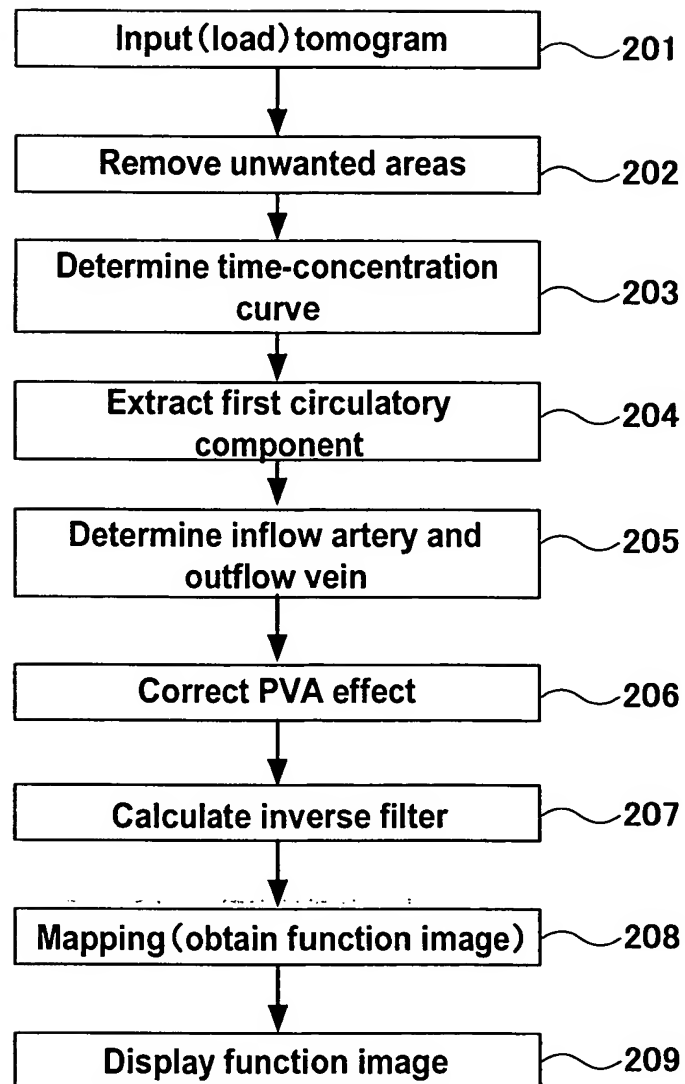 Input(load)tomogram
201
Remove unwanted areas
202
Determine time-concentration
curve
203
Extract first circulatory
component
204
Determine inflow artery and
outflow vein
205
Correct PVA effect
206
Calculate inverse filter
207
Mapping(obtain function image)
208
Display function image
209